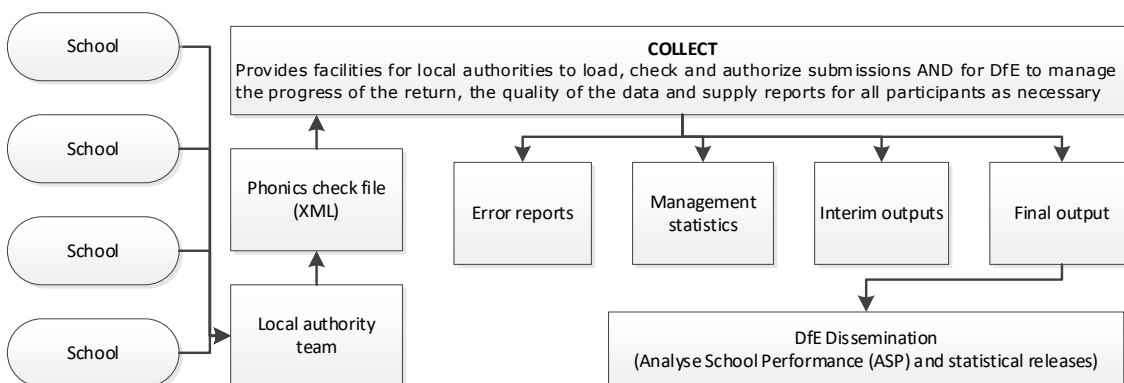 School
School
School
School
COLLECT
Provides facilities for local authorities to load, check and authorize submissions AND for DfE to manage
the progress of the return, the quality of the data and supply reports for all participants as necessary
Phonics check file
(XML)
Local authority
team
Error reports
Management
statistics
Interim outputs
Final output
DfE Dissemination
(Analyse School Performance (ASP) and statistical releases)